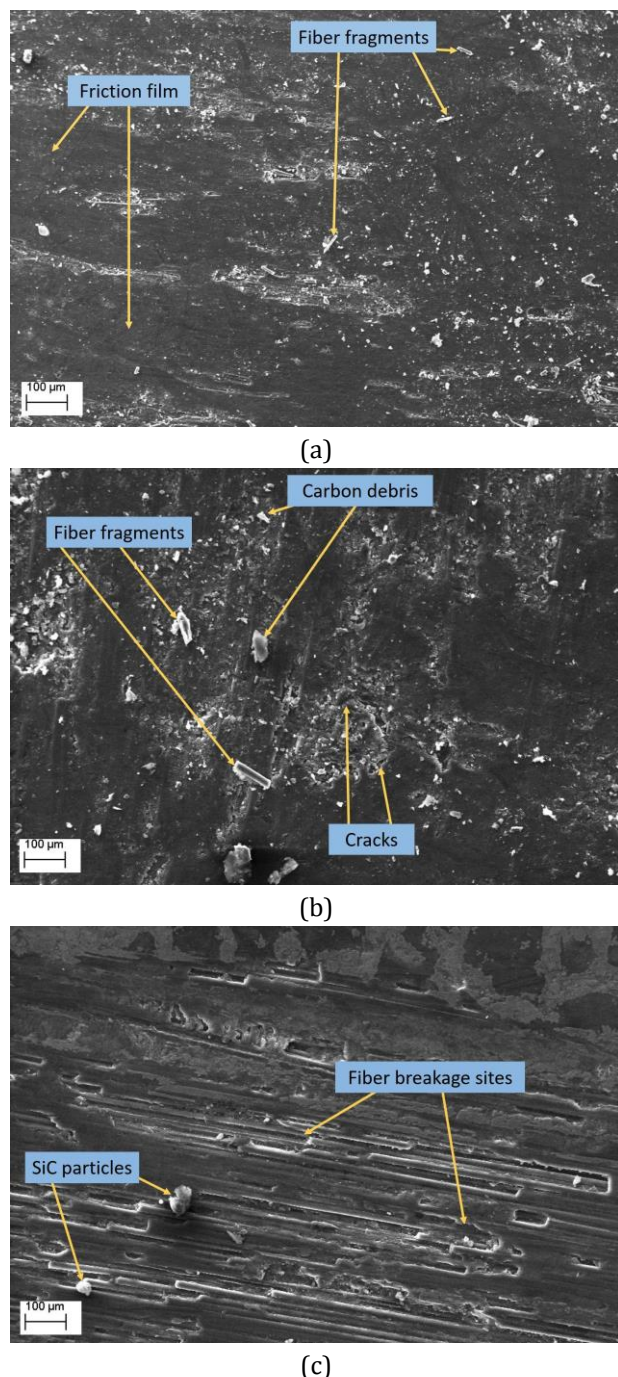 Fiber fragments
Friction film
100 µm
(a)
Carbon debris
Fiber fragments
Cracks
100 µm
(b)
Fiber breakage sites
SiC particles
100 µm
(c)